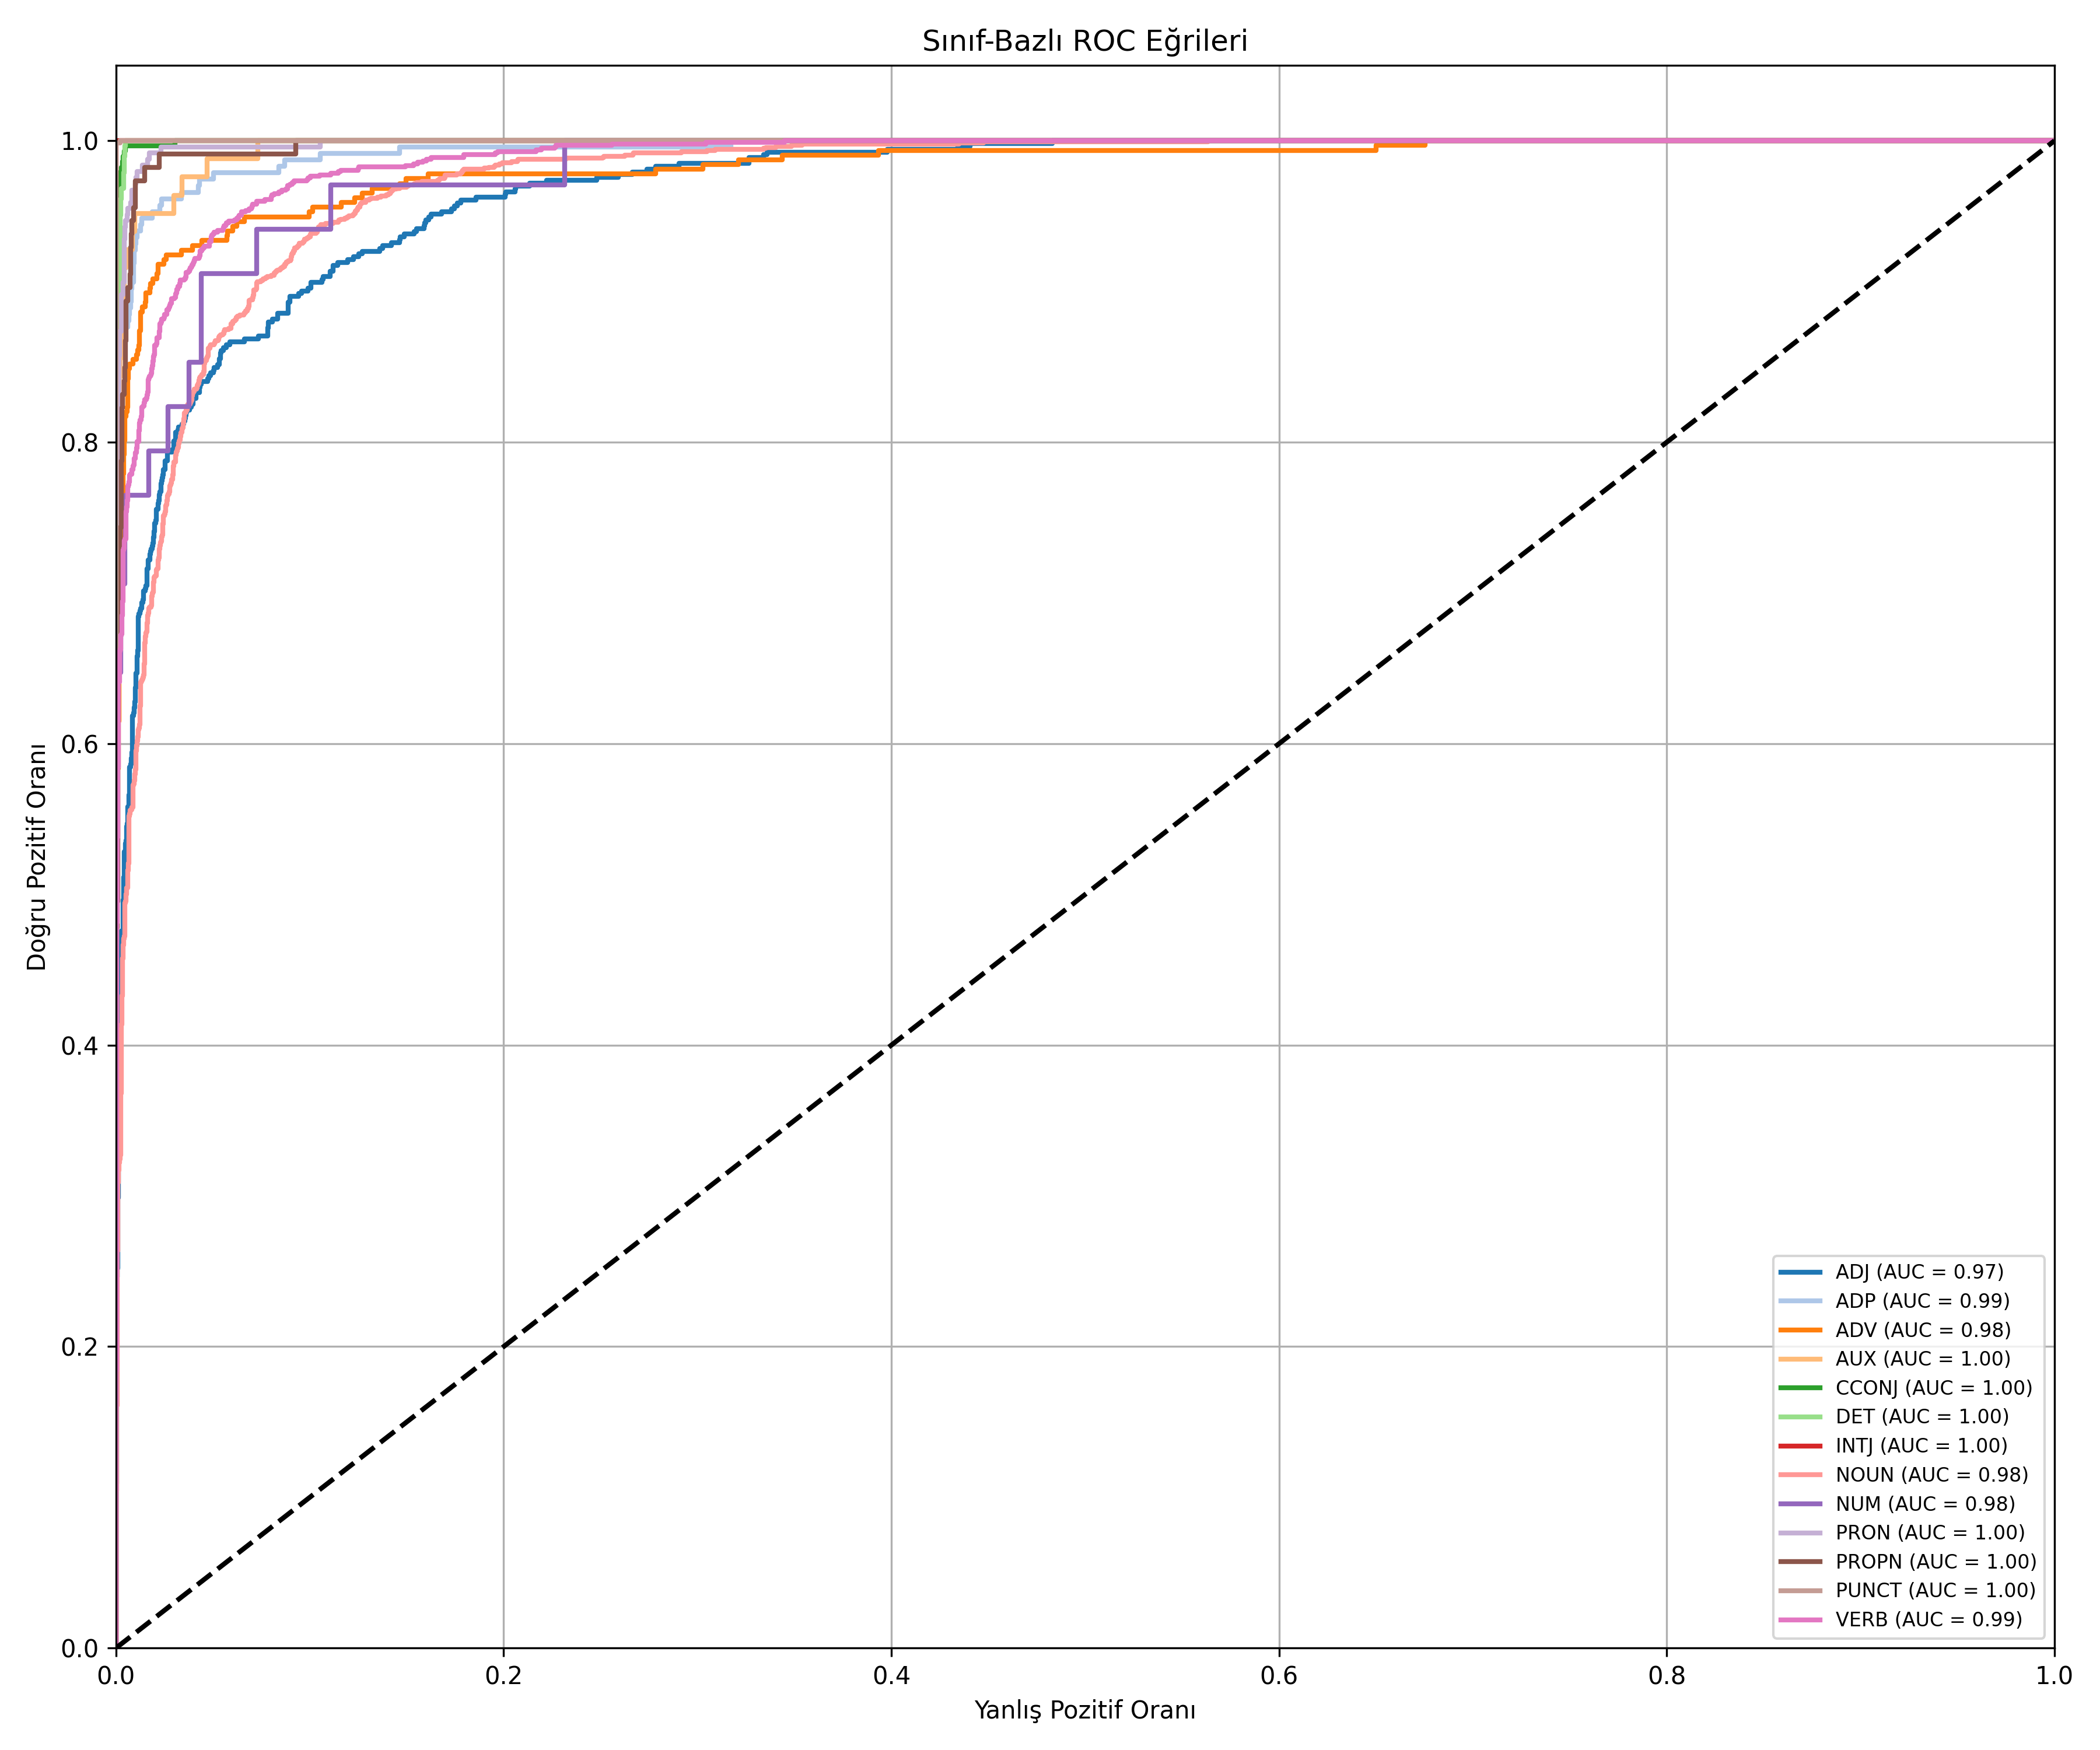 Sınıf-Bazlı ROC Eğrileri
1.0
0.8
0.6
0.4
0.2
0.0
Doğru Pozitif Oranı
0.0 0.2 0.4 0.6 0.8 1.0
Yanlış Pozitif Oranı
ADJ (AUC = 0.97)
ADP (AUC = 0.99)
ADV (AUC = 0.98)
AUX (AUC = 1.00)
CCONJ (AUC = 1.00)
DET (AUC = 1.00)
INTJ (AUC = 1.00)
NOUN (AUC = 0.98)
NUM (AUC = 0.98)
PRON (AUC = 1.00)
PROPN (AUC = 1.00)
PUNCT (AUC = 1.00)
VERB (AUC = 0.99)